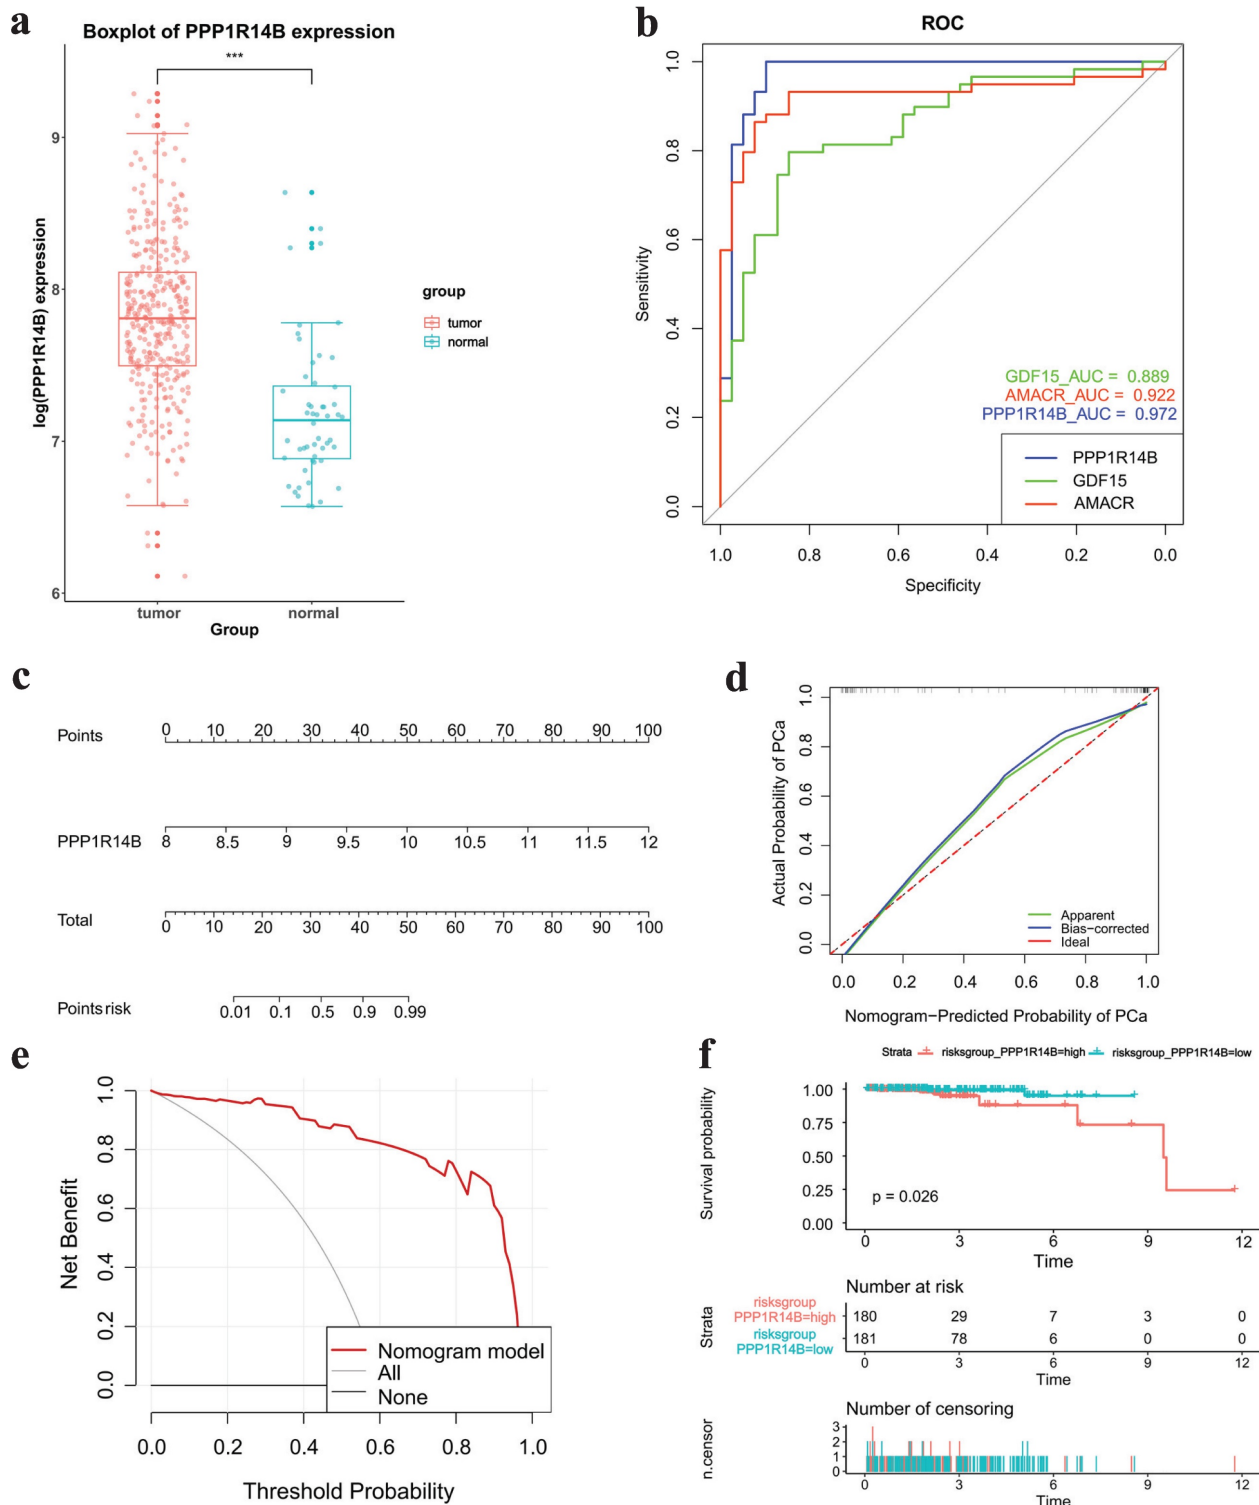 a
Boxplot of PPP1R14B expression
***
log(PPP1R14B) expression
9
8
7
6
tumor normal
Group
group
tumor
normal
b
ROC
Sensitivity
1.0
0.8
0.6
0.4
0.2
0.0
GDF15_AUC = 0.889
AMACR_AUC = 0.922
PPP1R14B_AUC = 0.972
PPP1R14B
GDF15
AMACR
1.0 0.8 0.6 0.4 0.2 0.0
Specificity
c
Points 0 10 20 30 40 50 60 70 80 90 100
PPP1R14B 8 8.5 9 9.5 10 10.5 11 11.5 12
Total 0 10 20 30 40 50 60 70 80 90 100
Points risk 0.01 0.1 0.5 0.9 0.99
d
Actual Probability of PCa
1.0
0.8
0.6
0.4
0.2
0.0
Apparent
Bias-corrected
Ideal
0.0 0.2 0.4 0.6 0.8 1.0
Nomogram-Predicted Probability of PCa
e
Net Benefit
1.0
0.8
0.6
0.4
0.2
0.0
Nomogram model
All
None
0.0 0.2 0.4 0.6 0.8 1.0
Threshold Probability
f
Strata risksgroup_PPP1R14B=high risksgroup_PPP1R14B=low
Survival probability
1.00
0.75
0.50
0.25
0.00
p = 0.026
0 3 6 9 12
Time
Number at risk
Strata
risksgroup
PPP1R14B=high
180 29 7 3 0
risksgroup
PPP1R14B=low
181 78 6 0 0
0 3 6 9 12
Time
Number of censoring
n.censor
3
2
1
0
0 3 6 9 12
Time